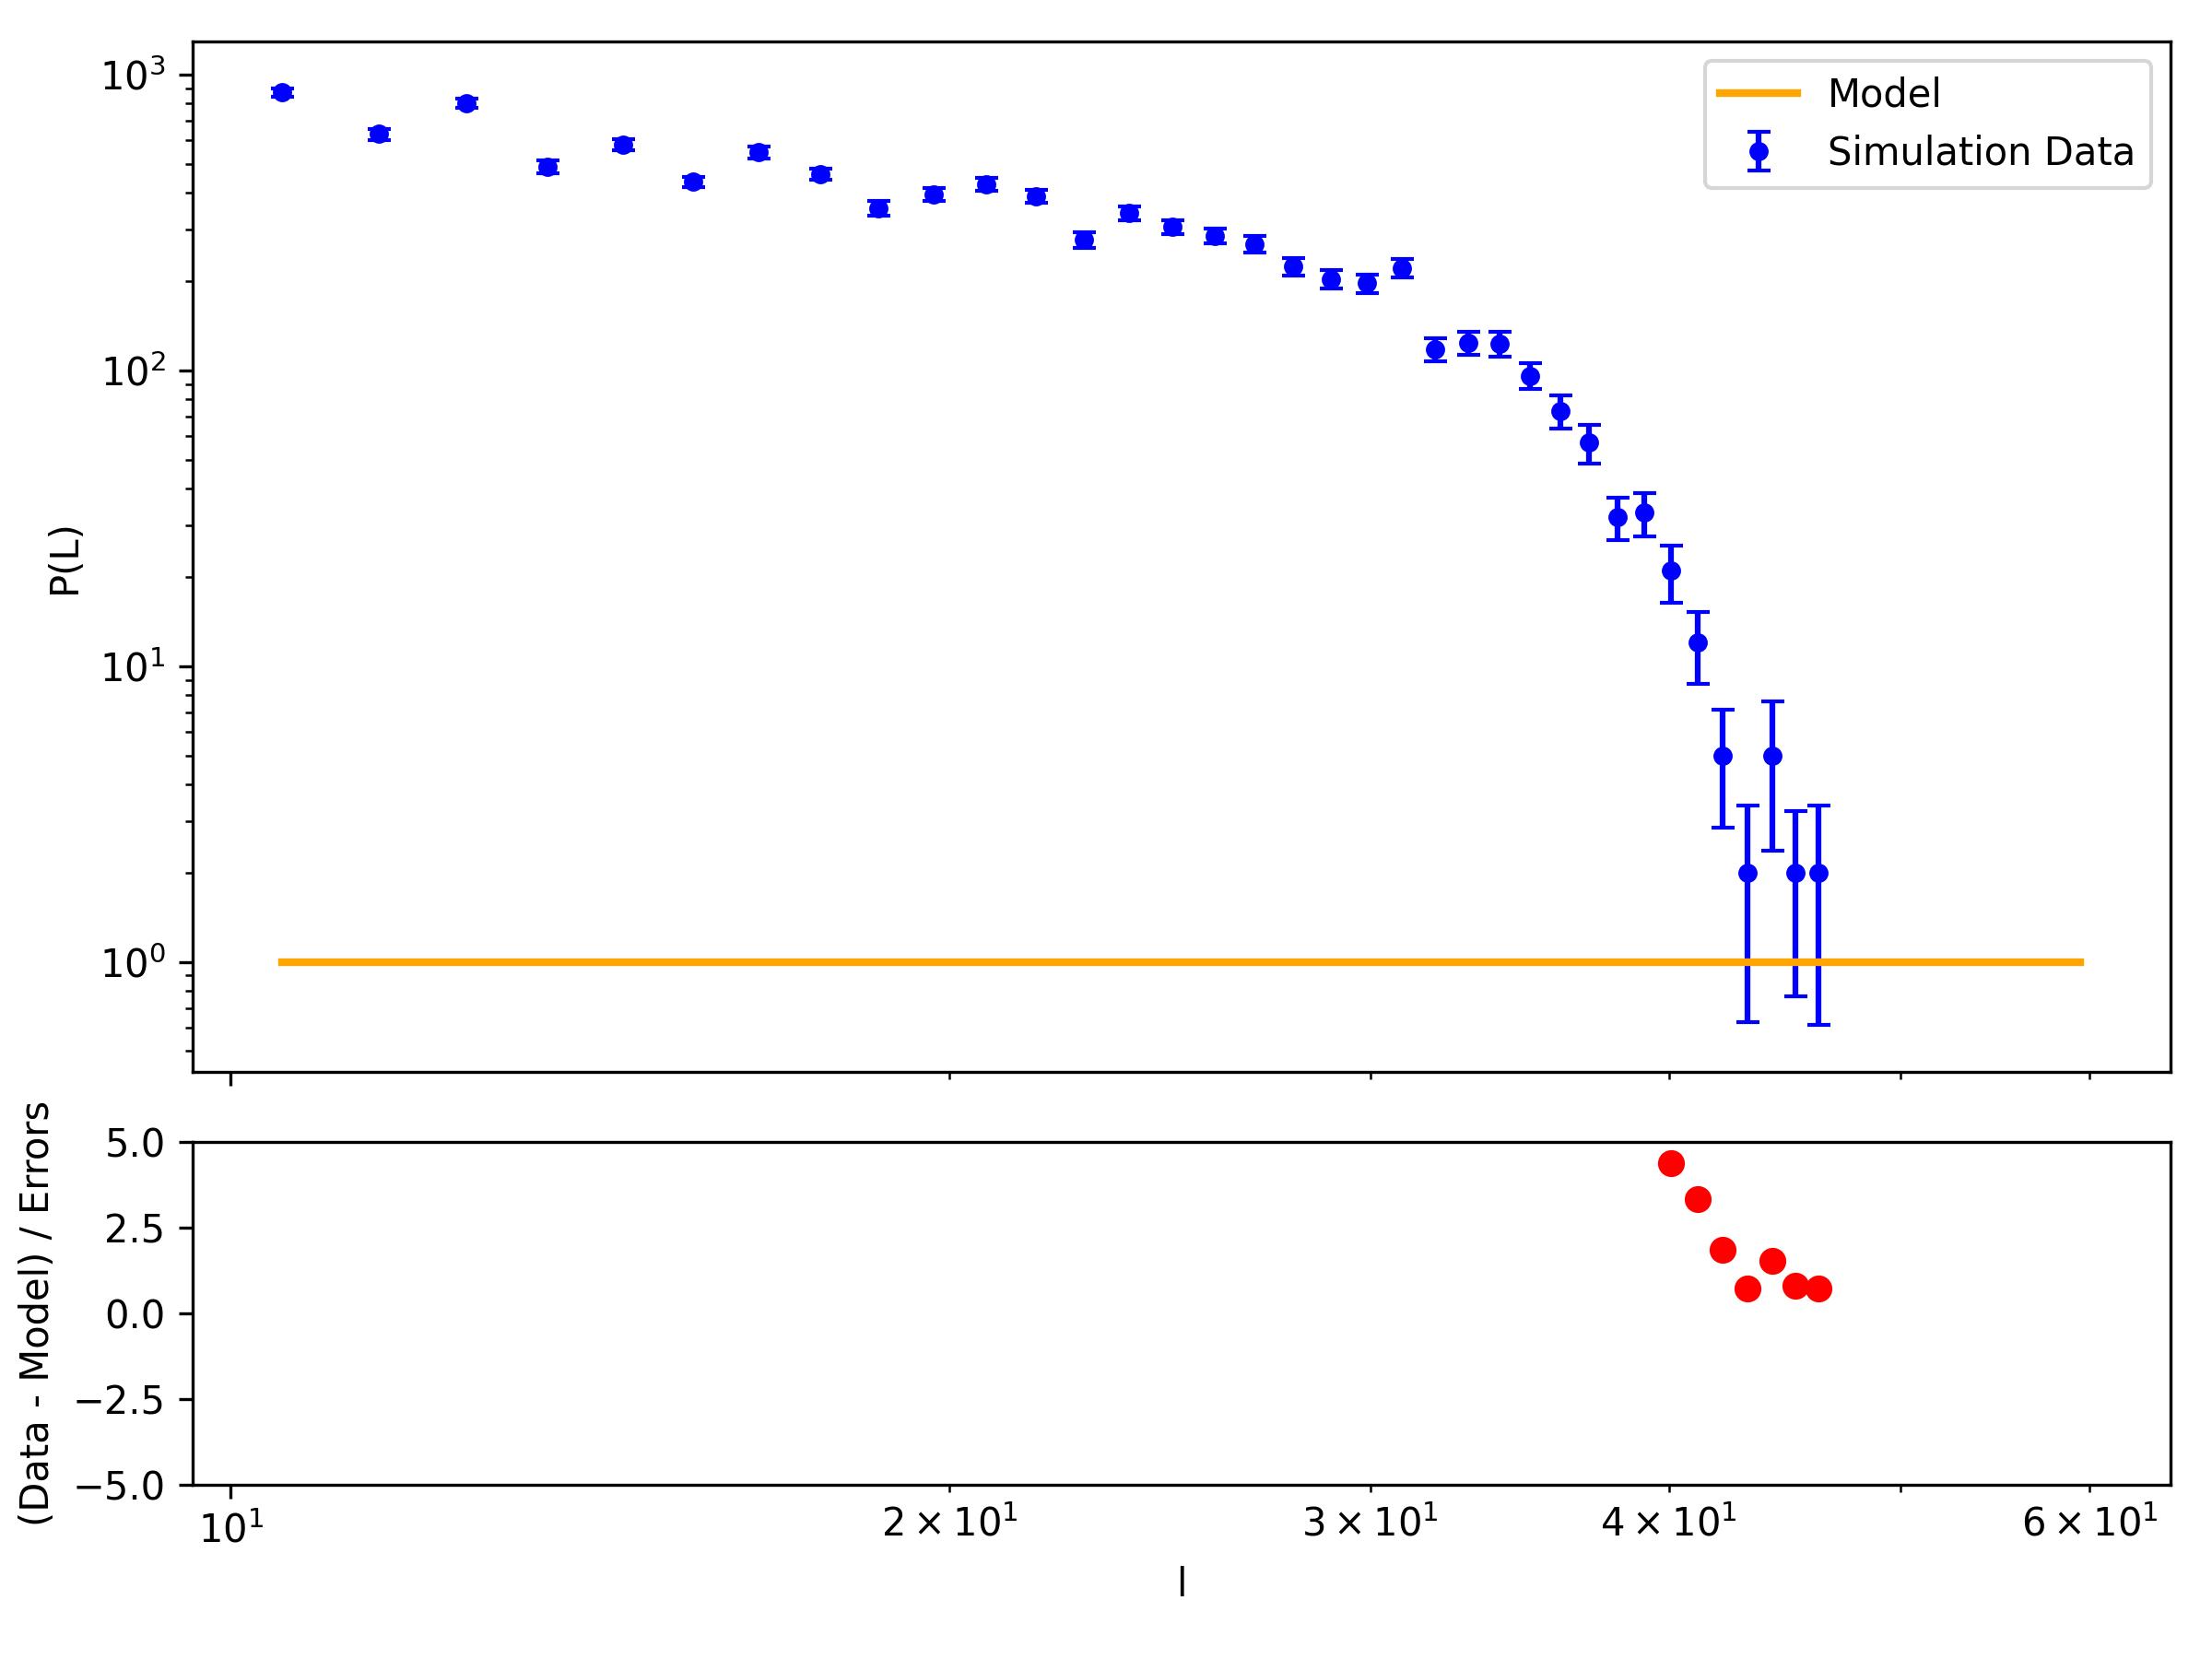 10³
10²
10¹
10⁰
P(L)
Model
Simulation Data
5.0
2.5
0.0
−2.5
−5.0
(Data - Model) / Errors
10¹
2 × 10¹
3 × 10¹
4 × 10¹
6 × 10¹
l